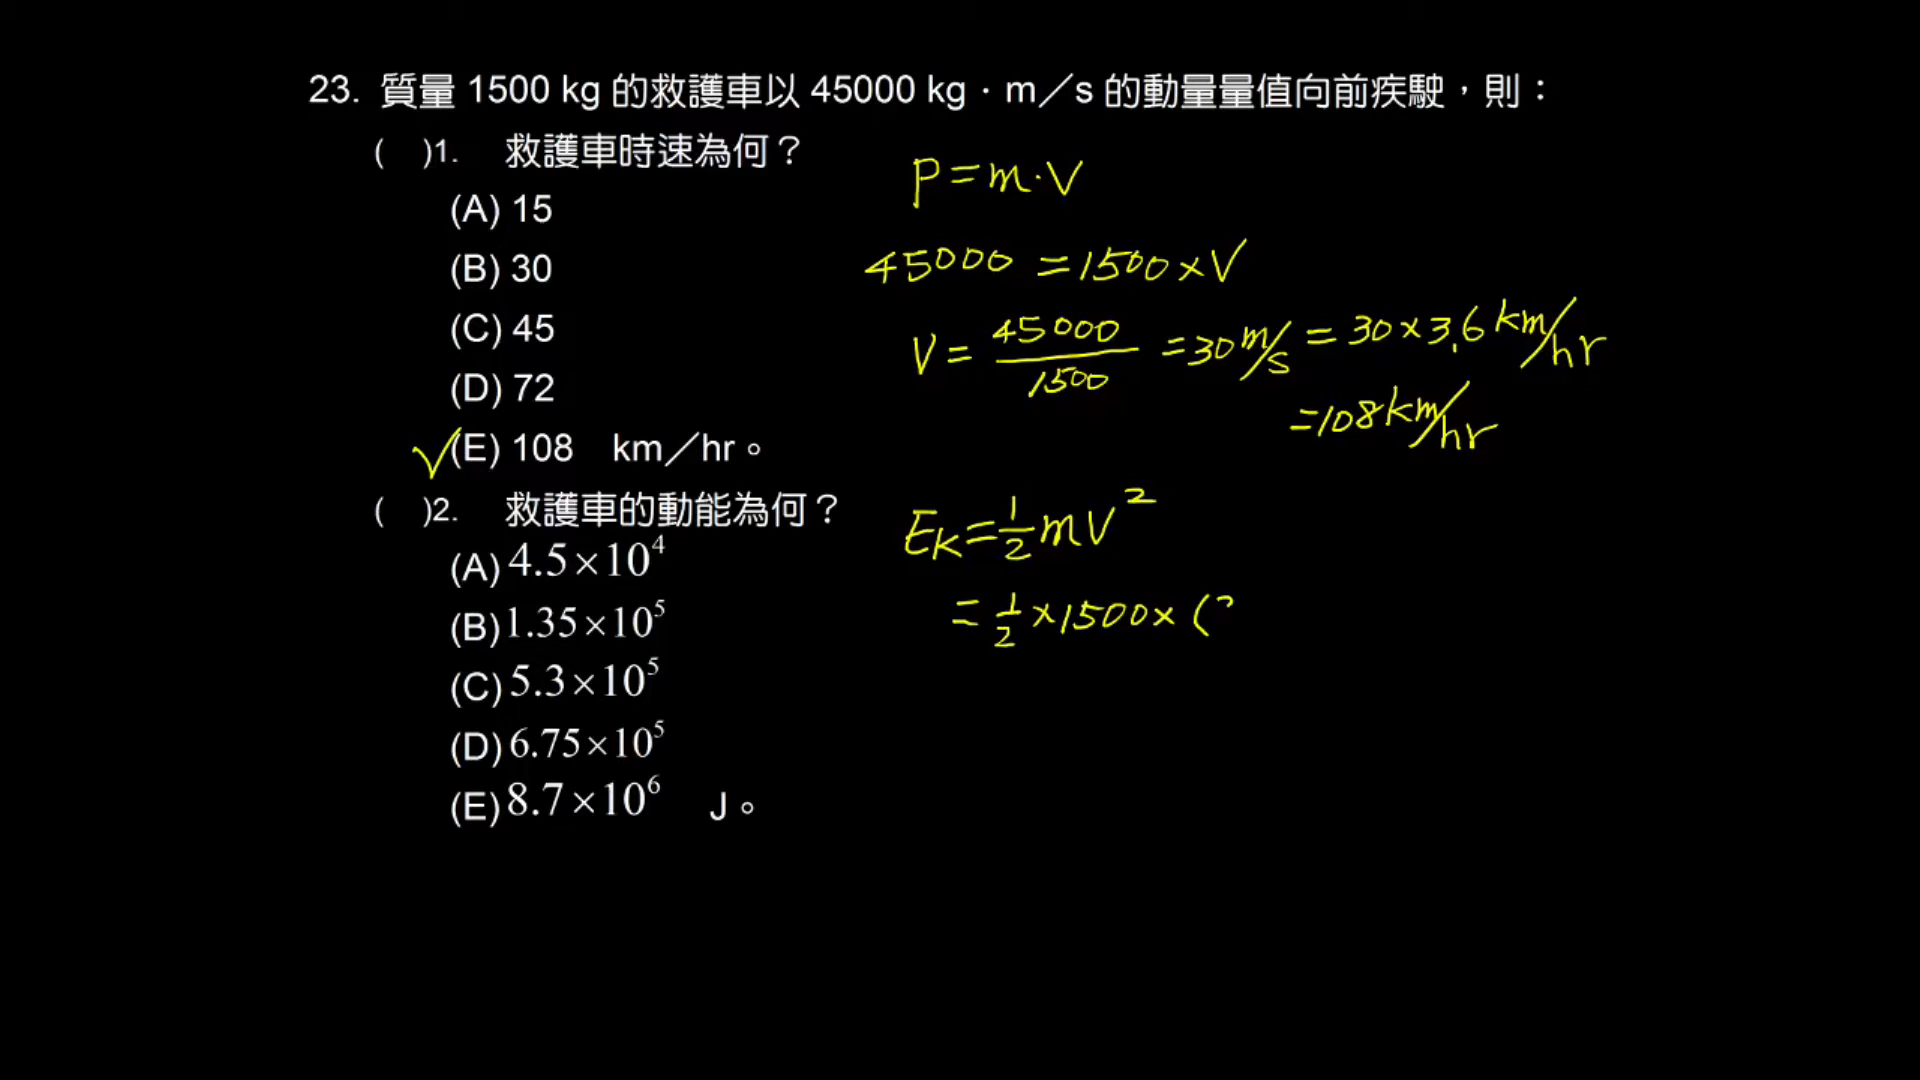 23. 質量 1500 kg 的救護車以 45000 kg・m／s 的動量量值向前疾駛，則：
( )1. 救護車時速為何？
(A) 15
(B) 30
(C) 45
(D) 72
(E) 108 km／hr。
( )2. 救護車的動能為何？
(A) 4.5×10⁴
(B) 1.35×10⁵
(C) 5.3×10⁵
(D) 6.75×10⁵
(E) 8.7×10⁶ J。
P=m·V
45000 =1500×V
V = 45000/1500 =30 m/s = 30×3.6 km/hr
=108 km/hr
✓
EK=1/2 mV²
= 1/2 ×1500× (